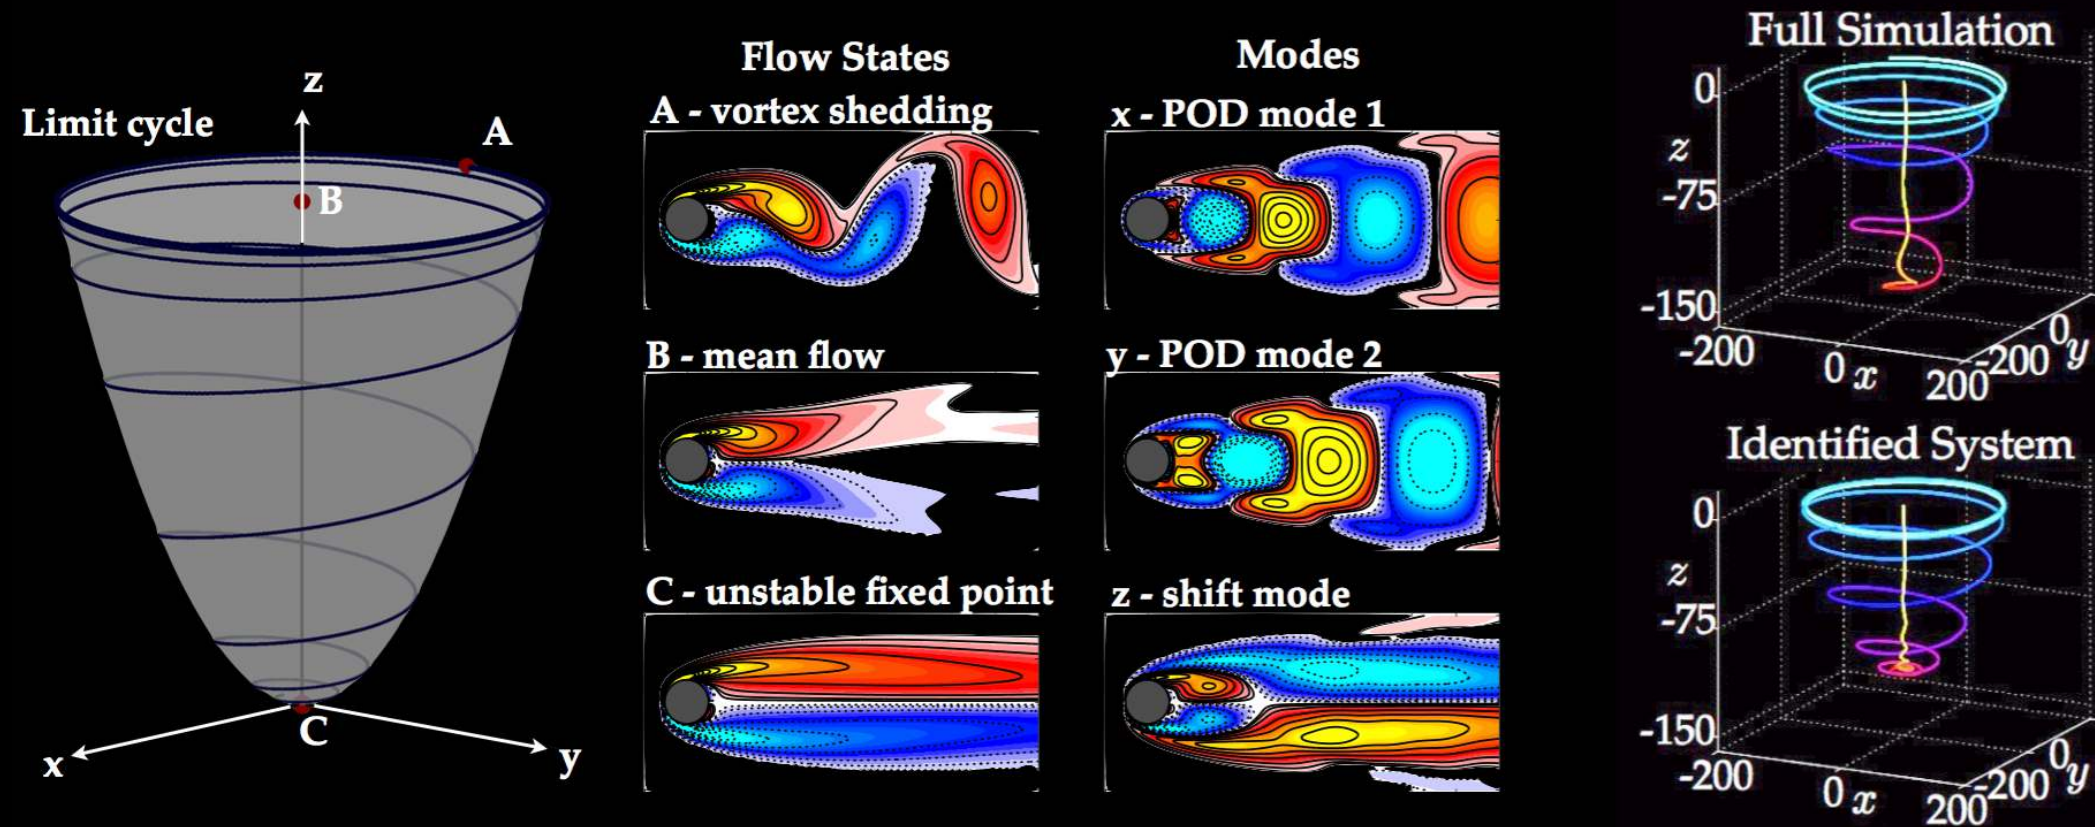 Limit cycle
z
A
B
C
x
y
Flow States
A - vortex shedding
B - mean flow
C - unstable fixed point
Modes
x - POD mode 1
y - POD mode 2
z - shift mode
Full Simulation
0
z
-75
-150
-200
0
x
200
-200
0
y
Identified System
0
z
-75
-150
-200
0
x
200
-200
0
y